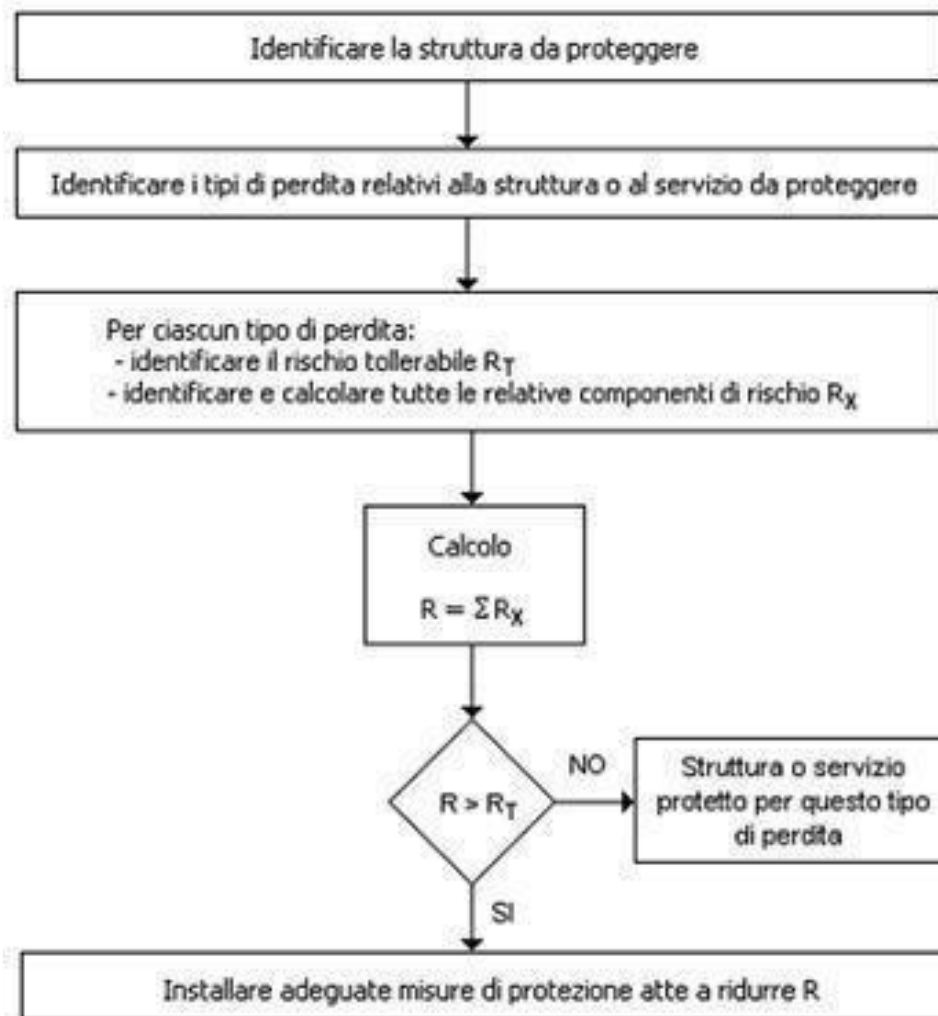 Identificare la struttura da proteggere
Identificare i tipi di perdita relativi alla struttura o al servizio da proteggere
Per ciascun tipo di perdita:
- identificare il rischio tollerabile RT
- identificare e calcolare tutte le relative componenti di rischio RX
Calcolo
R = ΣRX
R > RT
NO
Struttura o servizio
protetto per questo tipo
di perdita
SI
Installare adeguate misure di protezione atte a ridurre R